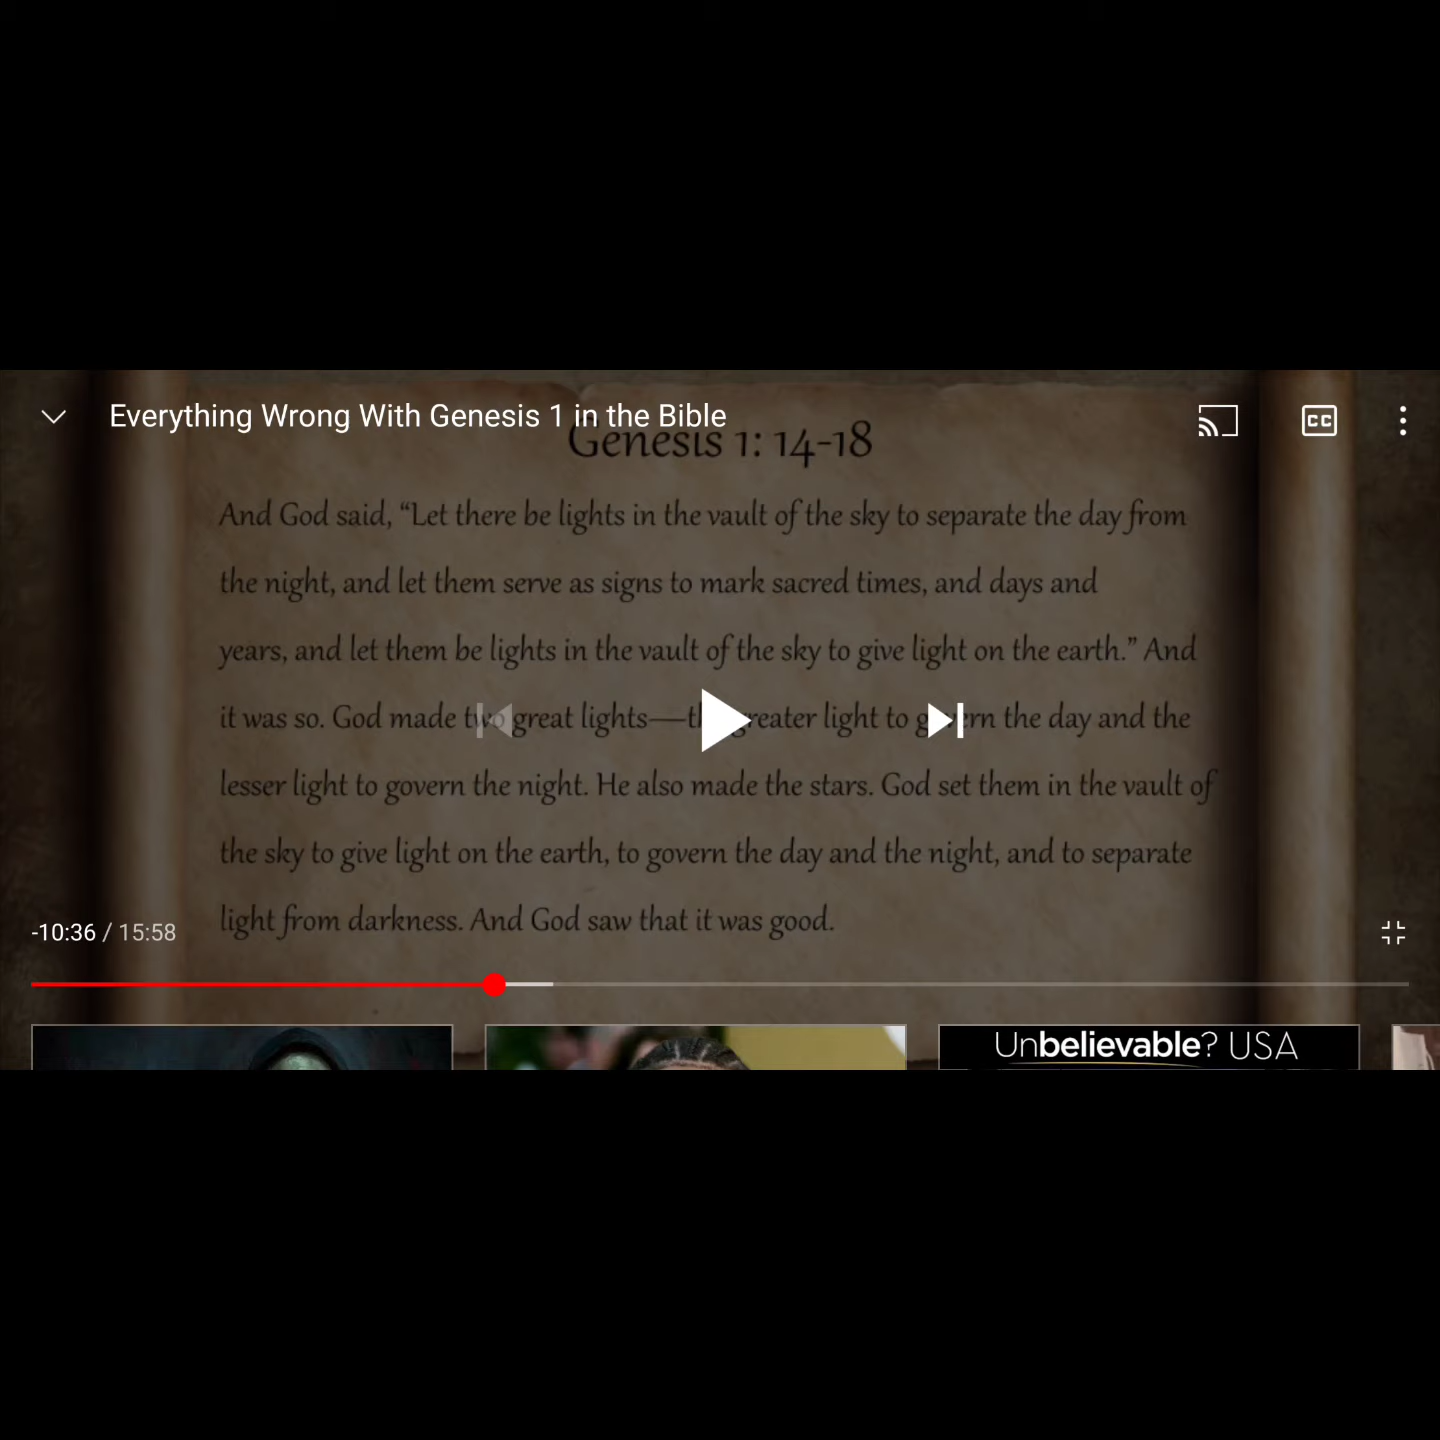 Everything Wrong With Genesis 1 in the Bible
Genesis 1: 14-18
And God said, “Let there be lights in the vault of the sky to separate the day from
the night, and let them serve as signs to mark sacred times, and days and
years, and let them be lights in the vault of the sky to give light on the earth.” And
it was so. God made two great lights—the greater light to govern the day and the
lesser light to govern the night. He also made the stars. God set them in the vault of
the sky to give light on the earth, to govern the day and the night, and to separate
light from darkness. And God saw that it was good.
-10:36 / 15:58
Unbelievable? USA
CC